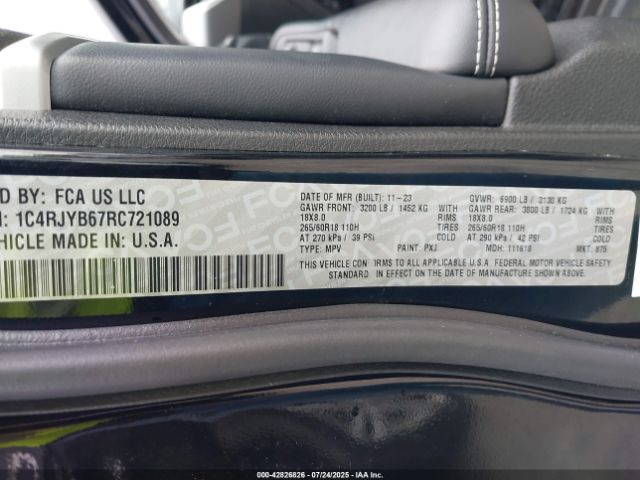 D BY: FCA US LLC
: 1C4RJYB67RC721089
EHICLE MADE IN: U.S.A.
DATE OF MFR (BUILT): 11-23 GVWR: 6900 LB / 3130 KG
GAWR FRONT: 3200 LB / 1452 KG GAWR REAR: 3800 LB / 1724 KG
18X8.0 RIMS 18X8.0 RIMS
265/60R18 110H TIRES 265/60R18 110H TIRES
AT 270 kPa / 39 PSI COLD AT 290 kPa / 42 PSI COLD
TYPE: MPV PAINT: PXJ MDH: 111618 MKT: 875
THIS VEHICLE CON RMS TO ALL APPLICABLE U.S.A. FEDERAL MOTOR VEHICLE SAFETY
STANDARD IN EFFECT ON THE DATE OF MANUFACTURE SHOWN ABOVE.
000-42826826 - 07/24/2025 - IAAI, Inc.